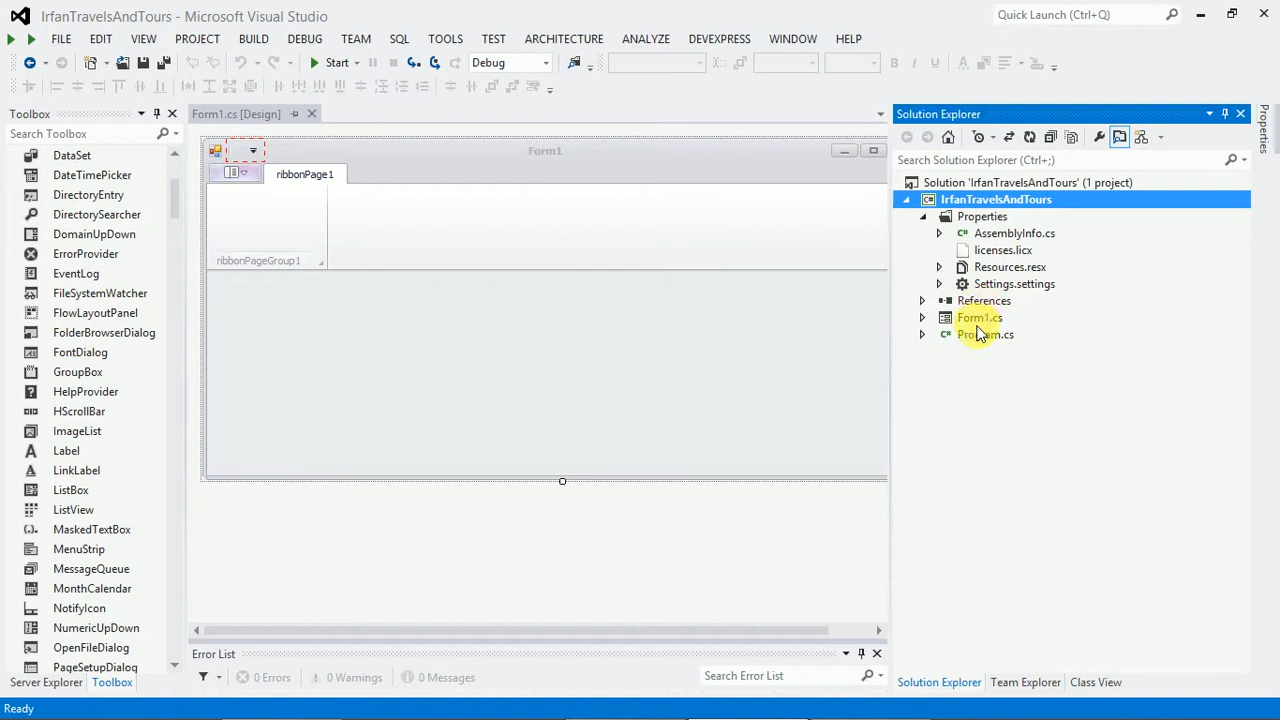 IrfanTravelsAndTours - Microsoft Visual Studio
Quick Launch (Ctrl+Q)
FILE EDIT VIEW PROJECT BUILD DEBUG TEAM SQL TOOLS TEST ARCHITECTURE ANALYZE DEVEXPRESS WINDOW HELP
Start Debug
Toolbox
Search Toolbox
DataSet
DateTimePicker
DirectoryEntry
DirectorySearcher
DomainUpDown
ErrorProvider
EventLog
FileSystemWatcher
FlowLayoutPanel
FolderBrowserDialog
FontDialog
GroupBox
HelpProvider
HScrollBar
ImageList
Label
LinkLabel
ListBox
ListView
MaskedTextBox
MenuStrip
MessageQueue
MonthCalendar
NotifyIcon
NumericUpDown
OpenFileDialog
PageSetupDialog
Server Explorer Toolbox
Form1.cs [Design]
Form1
ribbonPage1
ribbonPageGroup1
Error List
0 Errors 0 Warnings 0 Messages
Search Error List
Solution Explorer
Search Solution Explorer (Ctrl+;)
Solution 'IrfanTravelsAndTours' (1 project)
IrfanTravelsAndTours
Properties
AssemblyInfo.cs
licenses.licx
Resources.resx
Settings.settings
References
Form1.cs
Program.cs
Solution Explorer Team Explorer Class View
Properties
Ready